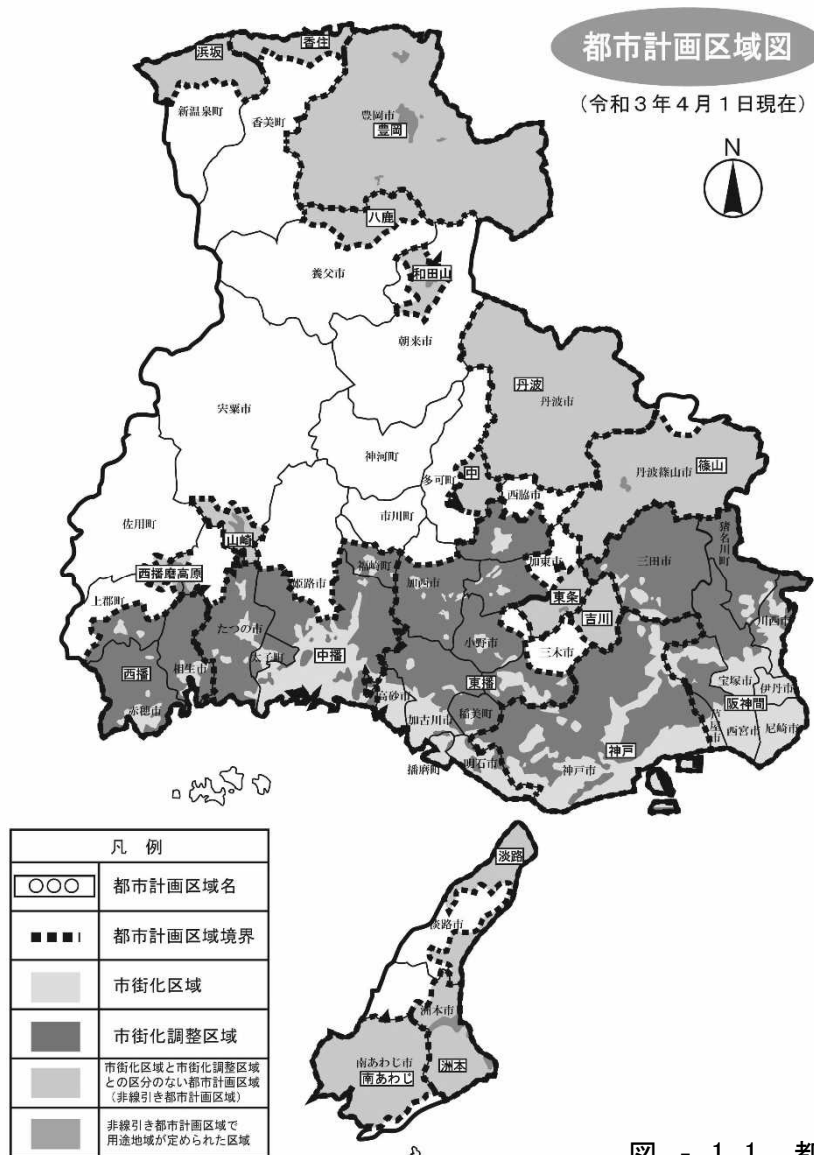 都市計画区域図
(令和3年4月1日現在)
N
浜坂
香住
新温泉町
香美町
豊岡市
豊岡
八鹿
養父市
和田山
朝来市
丹波
丹波市
宍粟市
神河町
多可町
中
西脇市
丹波篠山市
篠山
佐用町
市川町
猪名川町
山崎
西播磨高原
上郡町
姫路市
福崎町
加西市
加東市
三田市
東条
吉川
川西市
たつの市
小野市
太子町
中播
三木市
西播
相生市
赤穂市
東播
高砂市
稲美町
加古川市
宝塚市
伊丹市
阪神間
芦屋市
西宮市
尼崎市
神戸
神戸市
播磨町
明石市
凡 例
○○○ 都市計画区域名
都市計画区域境界
市街化区域
市街化調整区域
市街化区域と市街化調整区域
との区分のない都市計画区域
(非線引き都市計画区域)
非線引き都市計画区域で
用途地域が定められた区域
淡路
淡路市
洲本市
南あわじ市
南あわじ
洲本
図 - 1.1 都